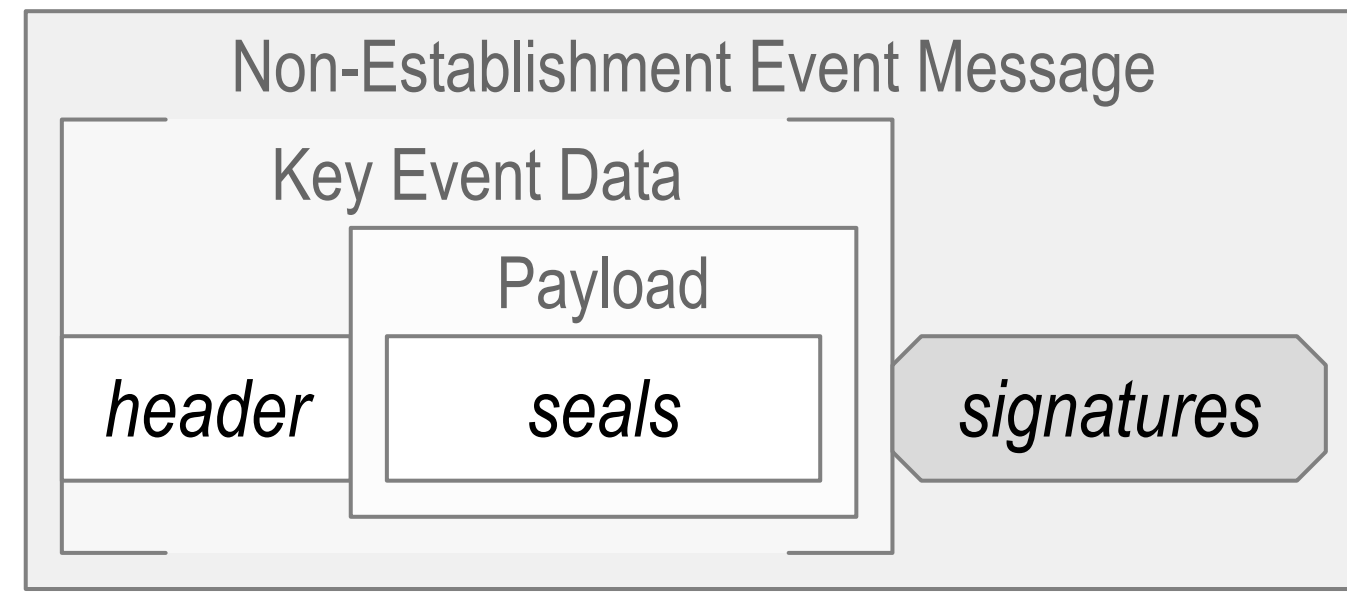 Non-Establishment Event Message
Key Event Data
Payload
header seals signatures